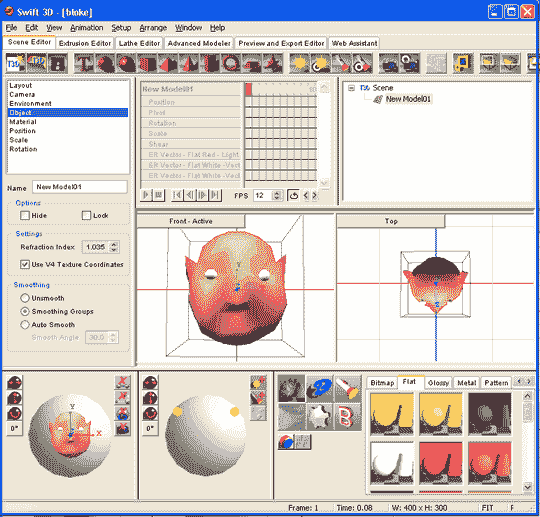 Swift 3D - [bloke]
File Edit View Animation Setup Arrange Window Help
Scene Editor Extrusion Editor Lathe Editor Advanced Modeler Preview and Export Editor Web Assistant
Layout
Camera
Environment
Object
Material
Position
Scale
Rotation
Name New Model01
Options
Hide Lock
Settings
Refraction Index 1.035
Use V4 Texture Coordinates
Smoothing
Unsmooth
Smoothing Groups
Auto Smooth
Smooth Angle 30.0
New Model01
Position
Pivot
Rotation
Scale
Shear
ER Vector - Flat Red - Light
ER Vector - Flat White - Vect
ER Vector - Flat White - Vect
FPS 12
Scene
New Model01
Front - Active
Top
Y
X
0°
0°
Bitmap Flat Glossy Metal Pattern
Frame: 1 Time: 0.08 W: 400 x H: 300 FIT